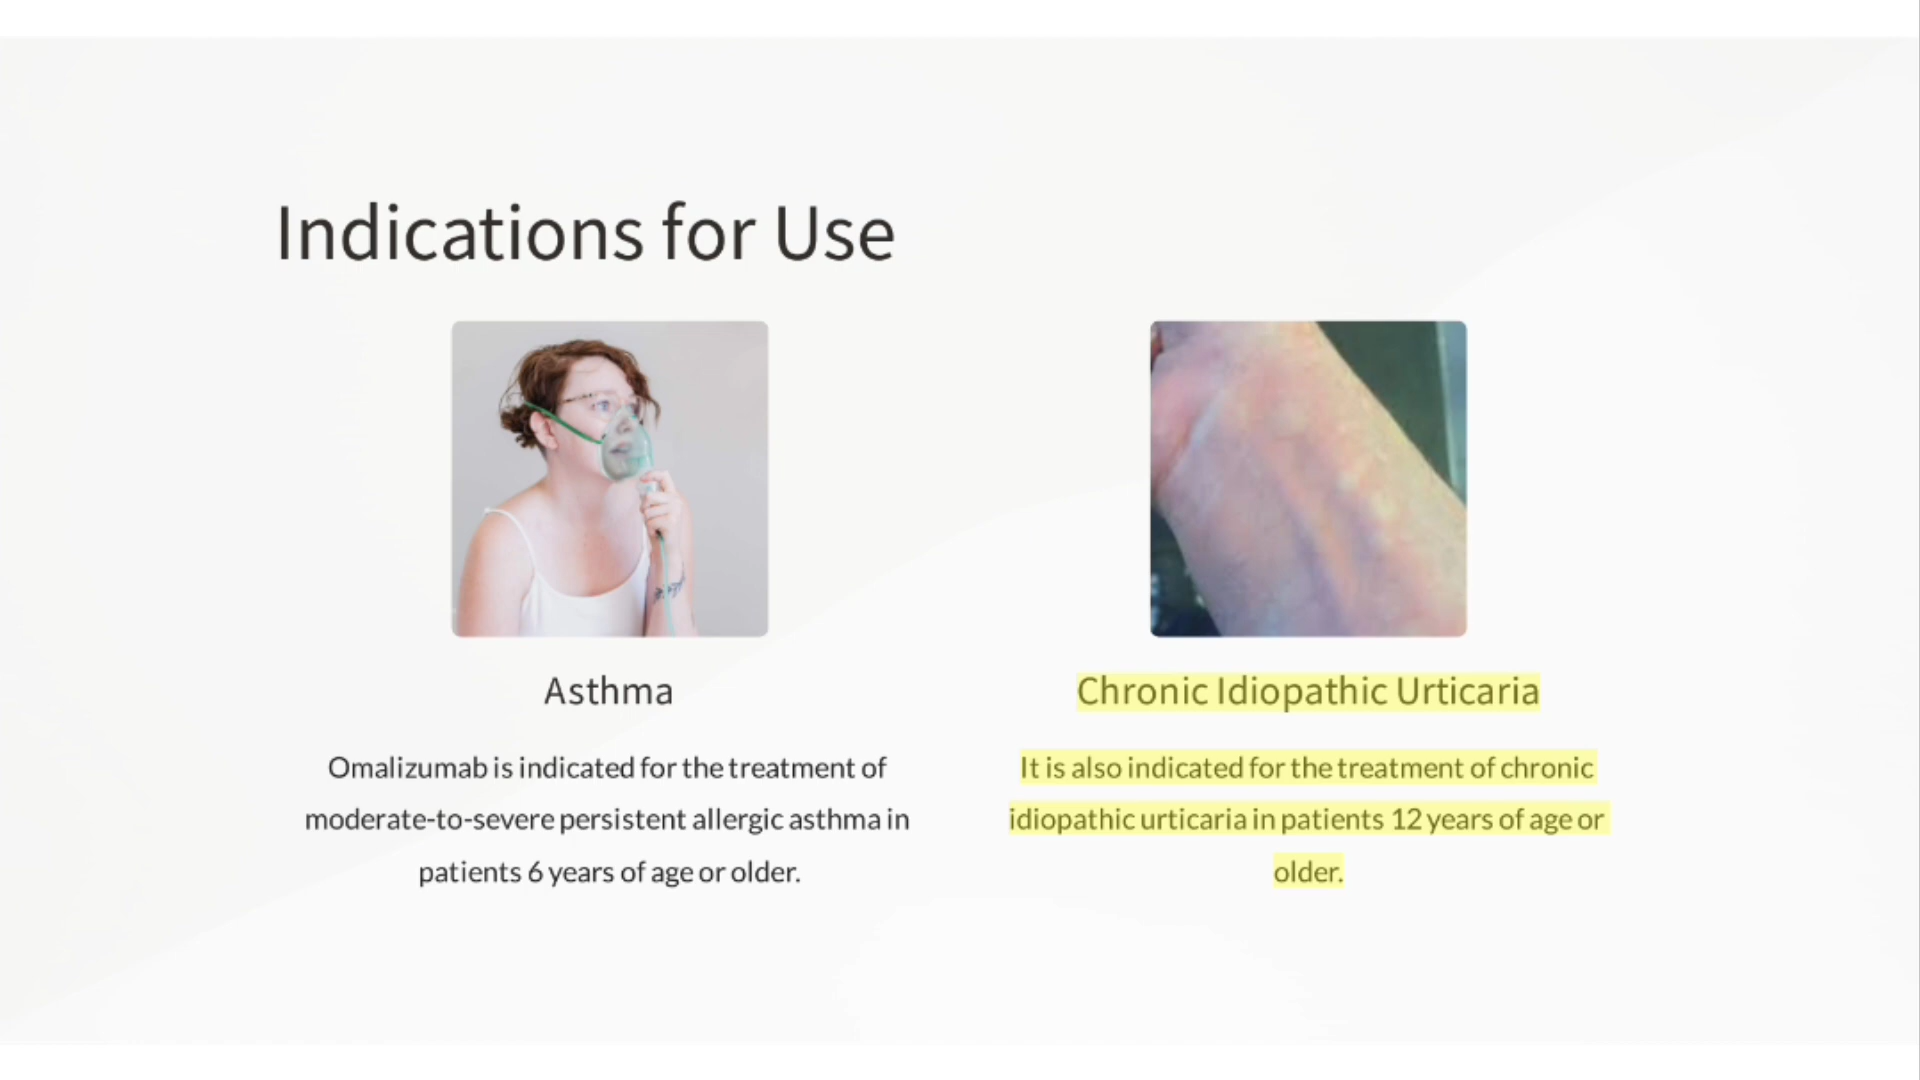 Indications for Use
Asthma
Omalizumab is indicated for the treatment of
moderate-to-severe persistent allergic asthma in
patients 6 years of age or older.
Chronic Idiopathic Urticaria
It is also indicated for the treatment of chronic
idiopathic urticaria in patients 12 years of age or
older.